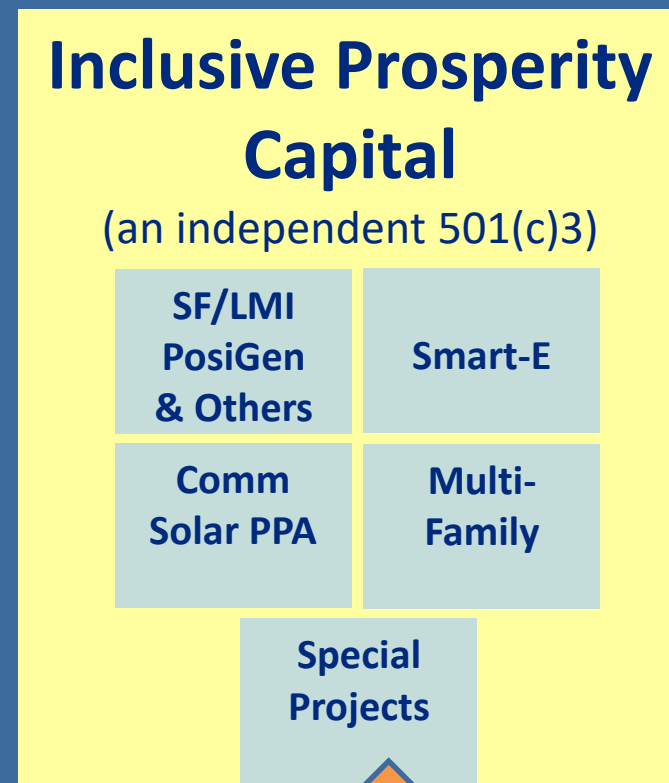 Inclusive Prosperity
Capital
(an independent 501(c)3)
SF/LMI
PosiGen
& Others
Smart-E
Comm
Solar PPA
Multi-
Family
Special
Projects